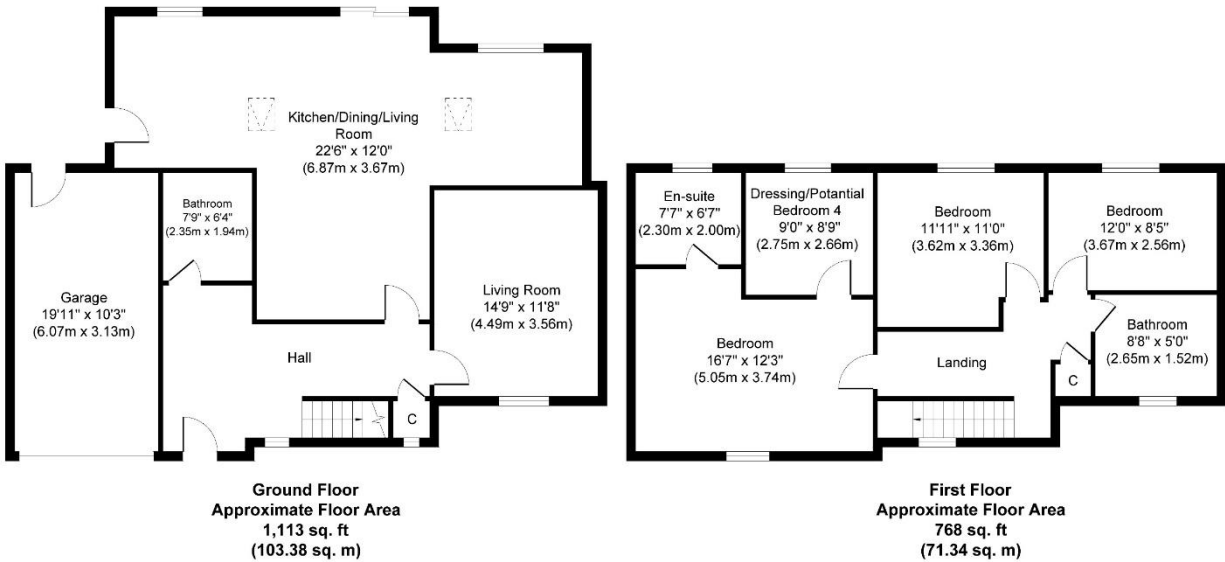 Kitchen/Dining/Living
Room
22'6" x 12'0"
(6.87m x 3.67m)
Bathroom
7'9" x 6'4"
(2.35m x 1.94m)
Garage
19'11" x 10'3"
(6.07m x 3.13m)
Living Room
14'9" x 11'8"
(4.49m x 3.56m)
Hall
C
Ground Floor
Approximate Floor Area
1,113 sq. ft
(103.38 sq. m)
En-suite
7'7" x 6'7"
(2.30m x 2.00m)
Dressing/Potantial
Bedroom 4
9'0" x 8'9"
(2.75m x 2.66m)
Bedroom
11'11" x 11'0"
(3.62m x 3.36m)
Bedroom
12'0" x 8'5"
(3.67m x 2.56m)
Bedroom
16'7" x 12'3"
(5.05m x 3.74m)
Landing
Bathroom
8'8" x 5'0"
(2.65m x 1.52m)
C
First Floor
Approximate Floor Area
768 sq. ft
(71.34 sq. m)